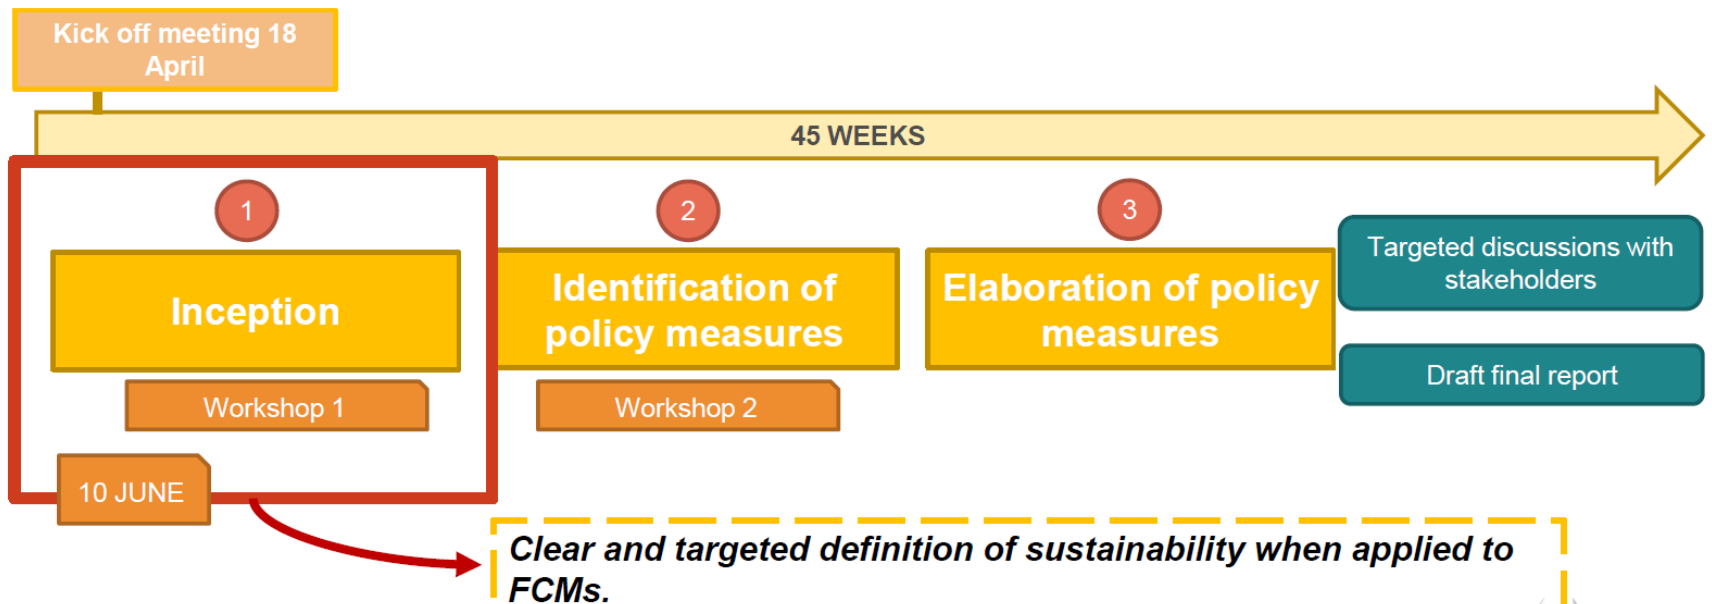 Kick off meeting 18
April
45 WEEKS
1
2
3
Inception
Identification of
policy measures
Elaboration of policy
measures
Targeted discussions with
stakeholders
Draft final report
Workshop 1
Workshop 2
10 JUNE
Clear and targeted definition of sustainability when applied to
FCMs.